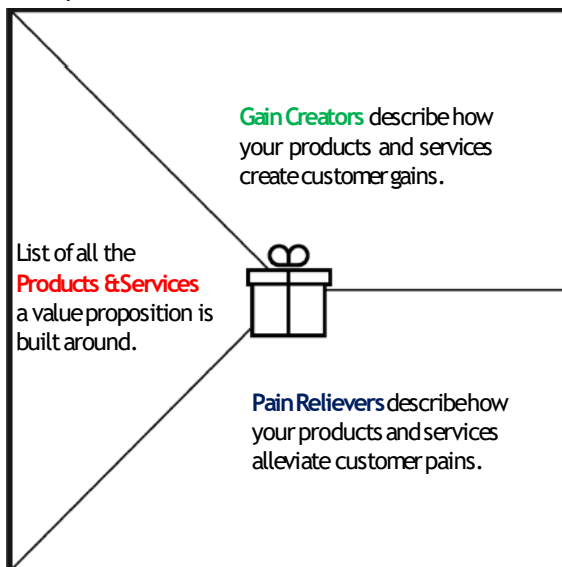 Gain Creators describe how
your products and services
create customer gains.
List of all the
Products & Services
a value proposition is
built around.
Pain Relievers describe how
your products and services
alleviate customer pains.